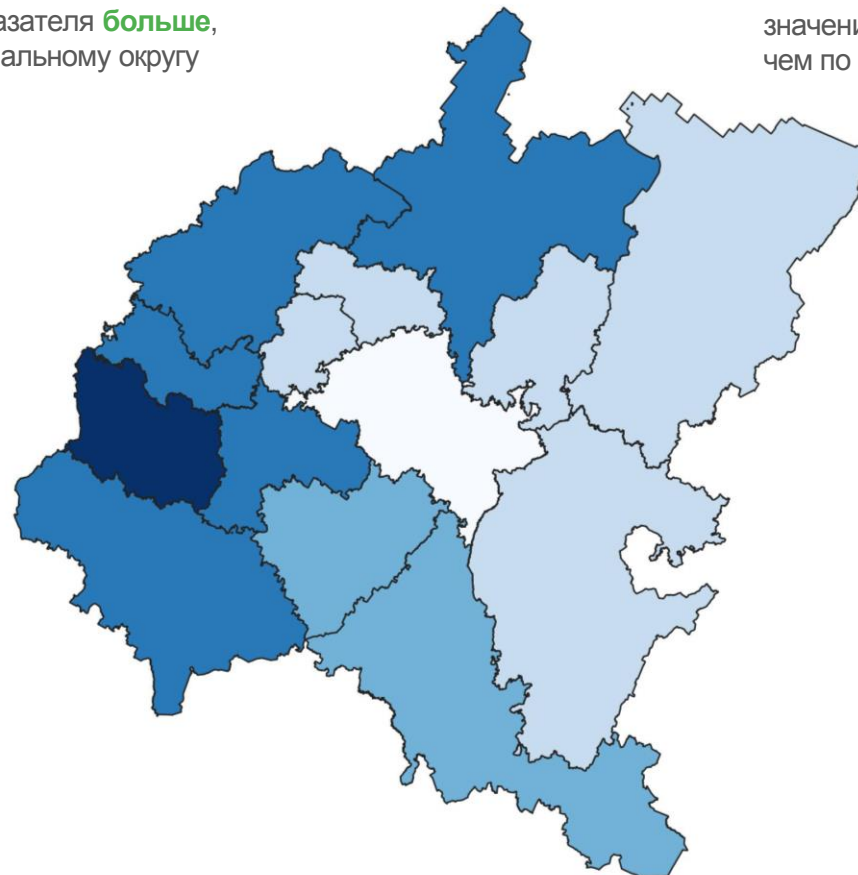 азателя больше,
альному округу
значени
чем по